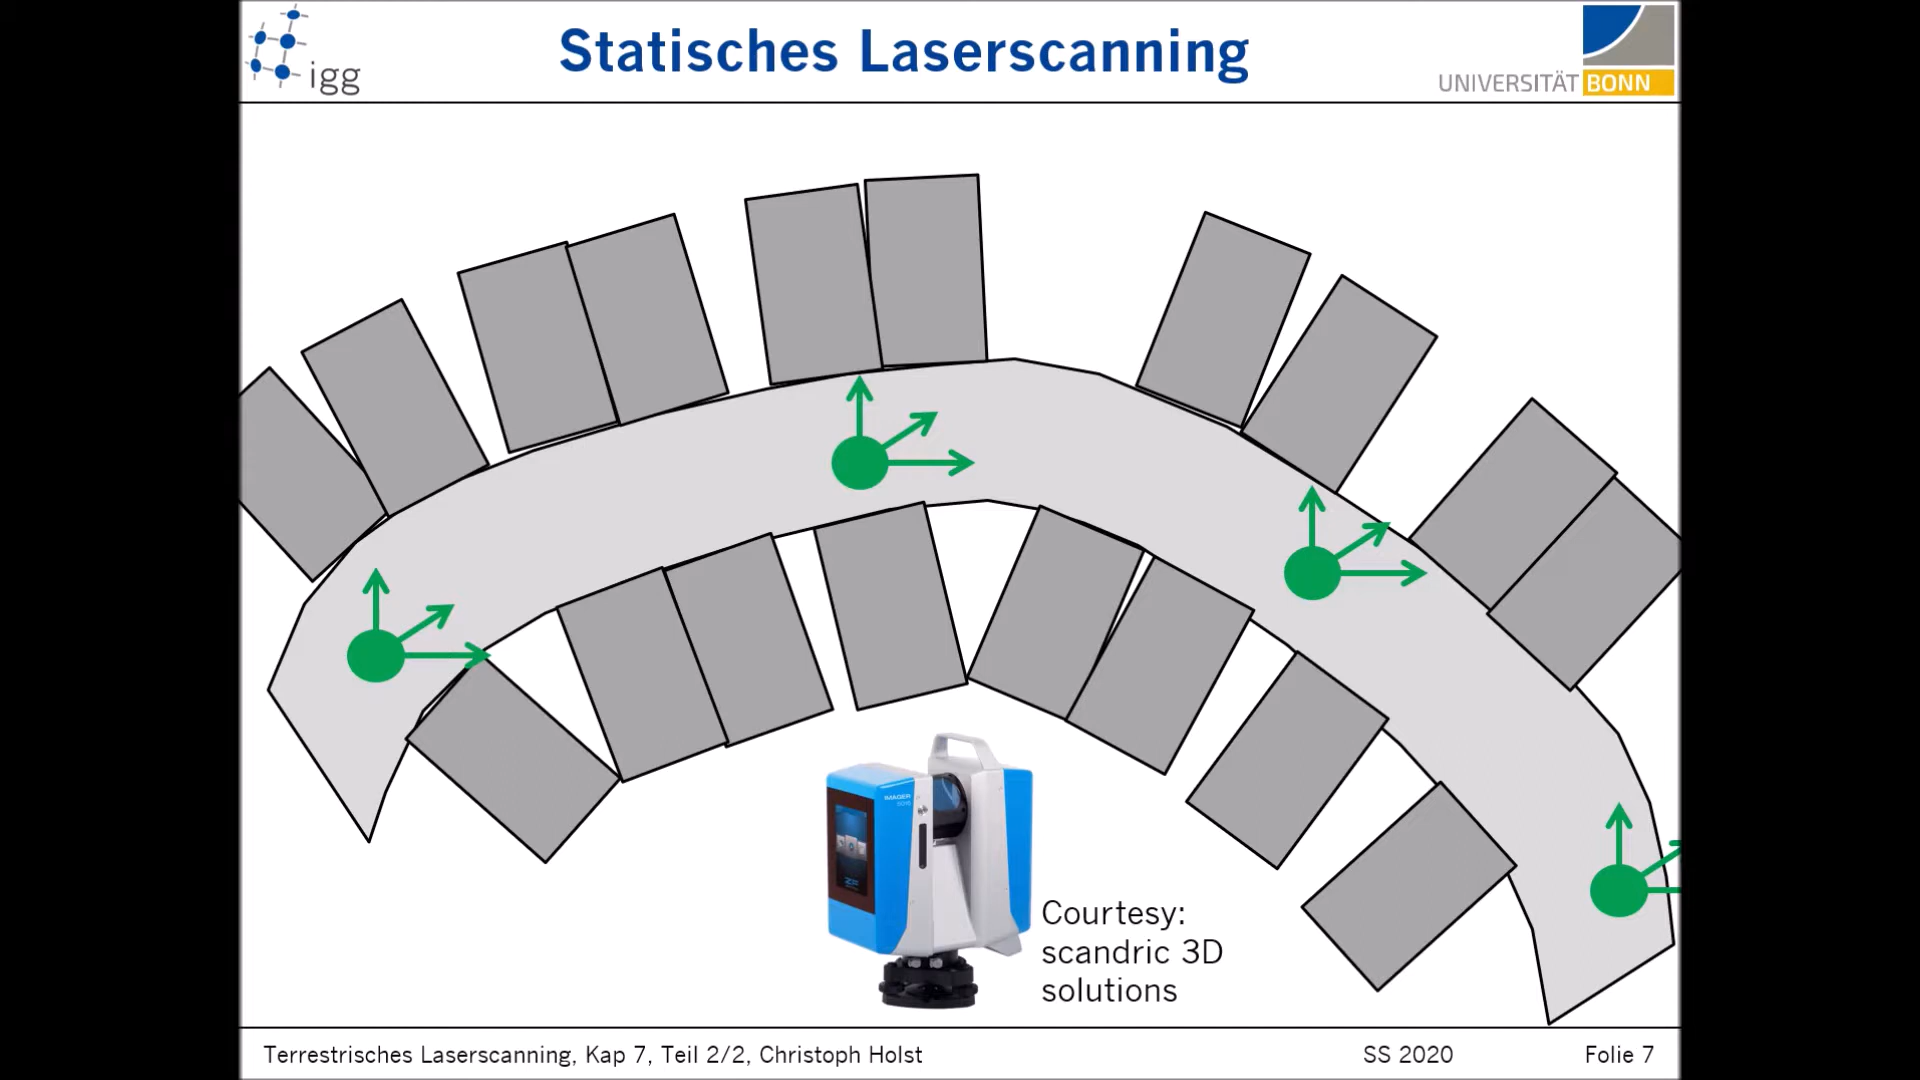 igg
Statisches Laserscanning
UNIVERSITÄT BONN
IMAGER
Courtesy:
scandric 3D
solutions
Terrestrisches Laserscanning, Kap 7, Teil 2/2, Christoph Holst
SS 2020
Folie 7